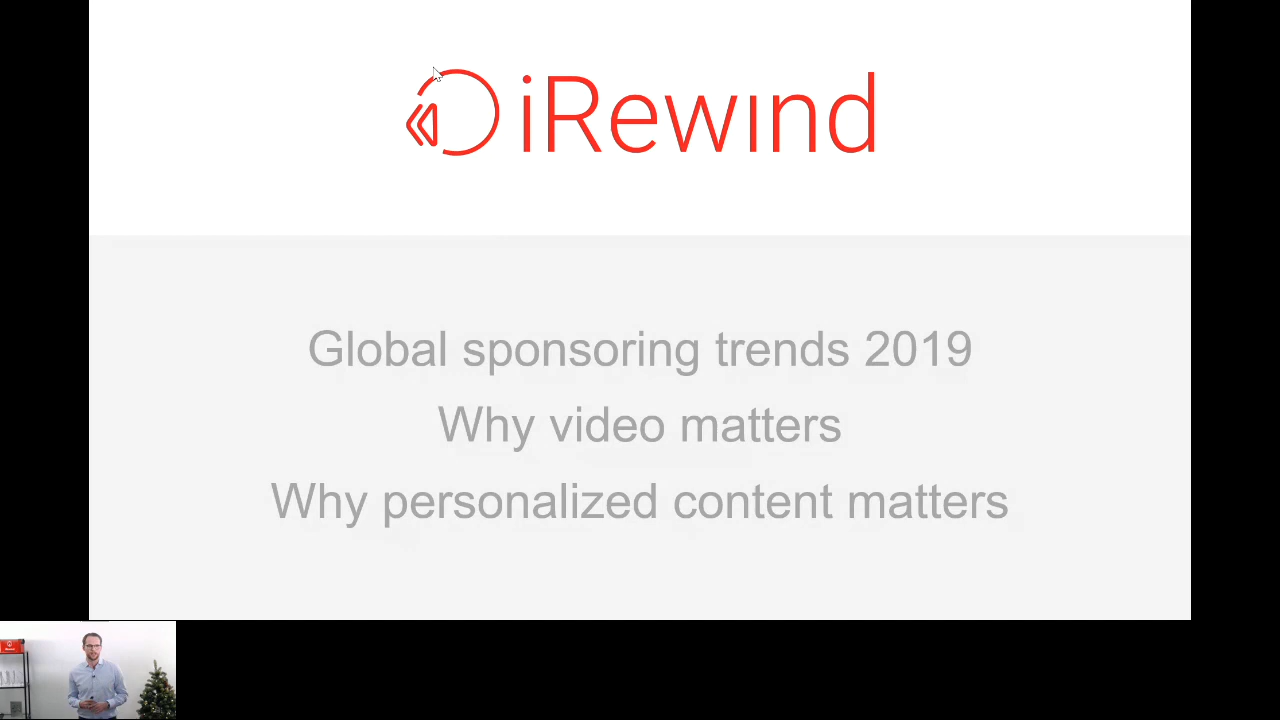 iRewind
Global sponsoring trends 2019
Why video matters
Why personalized content matters